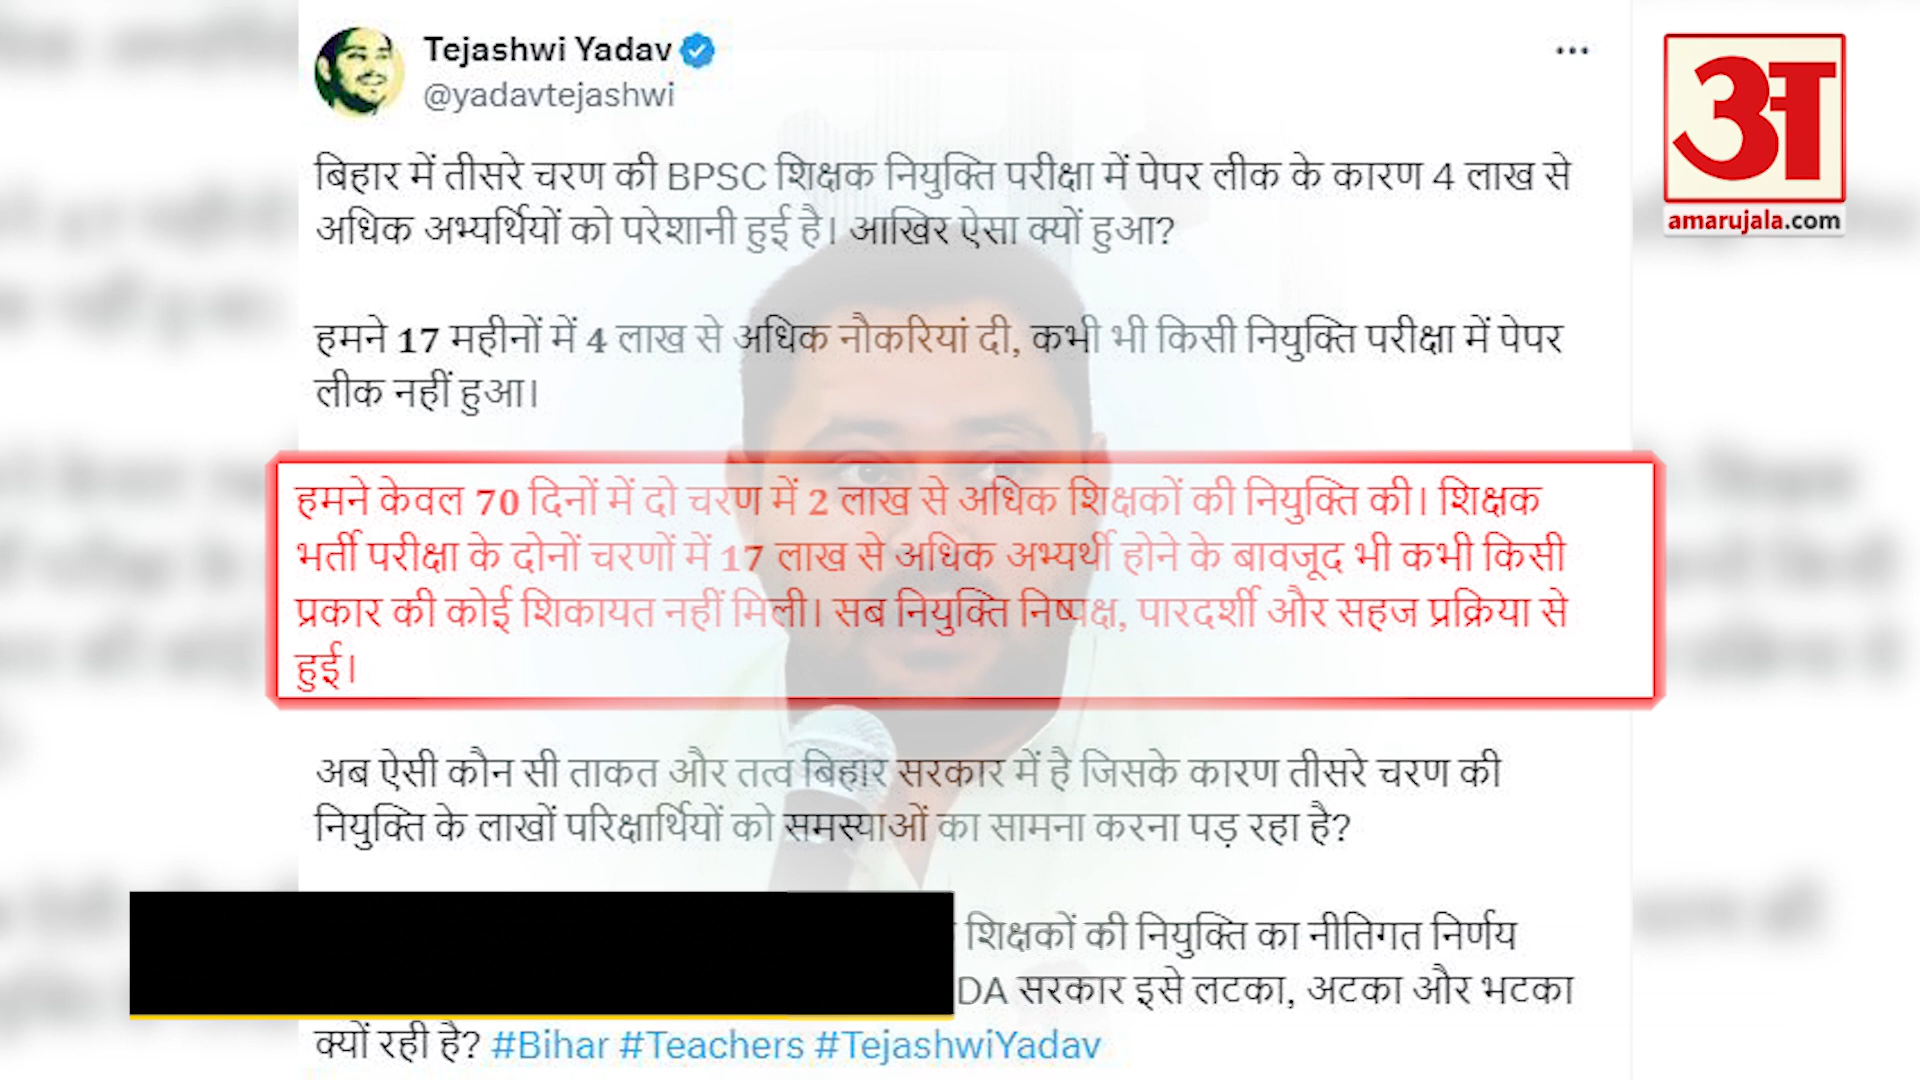 Tejashwi Yadav
@yadavtejashwi
अ
amarujala.com
बिहार में तीसरे चरण की BPSC शिक्षक नियुक्ति परीक्षा में पेपर लीक के कारण 4 लाख से
अधिक अभ्यर्थियों को परेशानी हुई है। आखिर ऐसा क्यों हुआ?
हमने 17 महीनों में 4 लाख से अधिक नौकरियां दी, कभी भी किसी नियुक्ति परीक्षा में पेपर
लीक नहीं हुआ।
हमने केवल 70 दिनों में दो चरण में 2 लाख से अधिक शिक्षकों की नियुक्ति की। शिक्षक
भर्ती परीक्षा के दोनों चरणों में 17 लाख से अधिक अभ्यर्थी होने के बावजूद भी कभी किसी
प्रकार की कोई शिकायत नहीं मिली। सब नियुक्ति निष्पक्ष, पारदर्शी और सहज प्रक्रिया से
हुई।
अब ऐसी कौन सी ताकत और तत्व बिहार सरकार में है जिसके कारण तीसरे चरण की
नियुक्ति के लाखों परिक्षार्थियों को समस्याओं का सामना करना पड़ रहा है?
शिक्षकों की नियुक्ति का नीतिगत निर्णय
DA सरकार इसे लटका, अटका और भटका
क्यों रही है? #Bihar #Teachers #TejashwiYadav